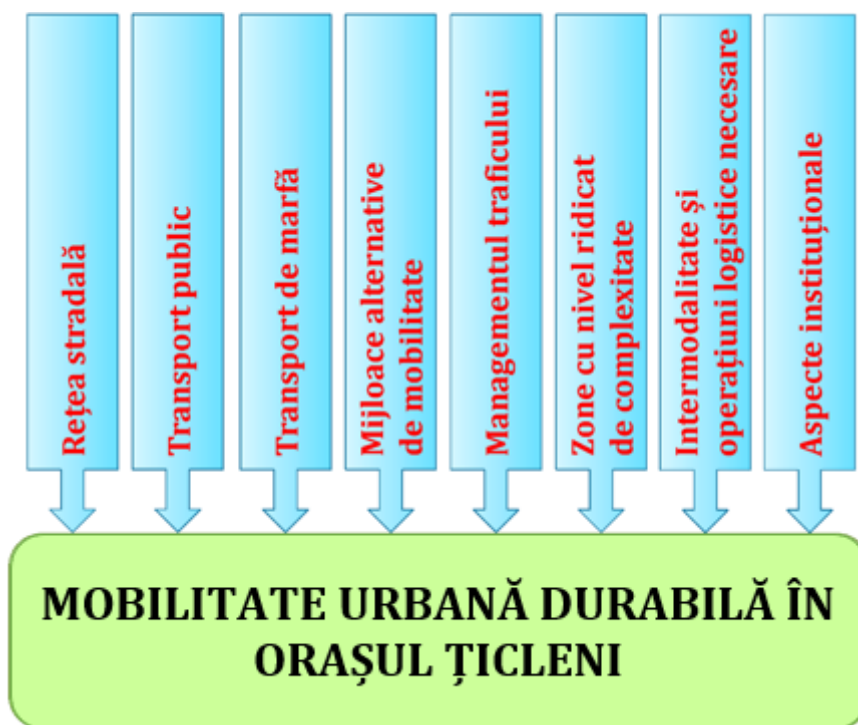 Rețea stradală
Transport public
Transport de marfă
Mijloace alternative
de mobilitate
Managementul traficului
Zone cu nivel ridicat
de complexitate
Intermodalitate și
operațiuni logistice necesare
Aspecte instituționale
MOBILITATE URBANĂ DURABILĂ ÎN
ORAȘUL ȚICLENI